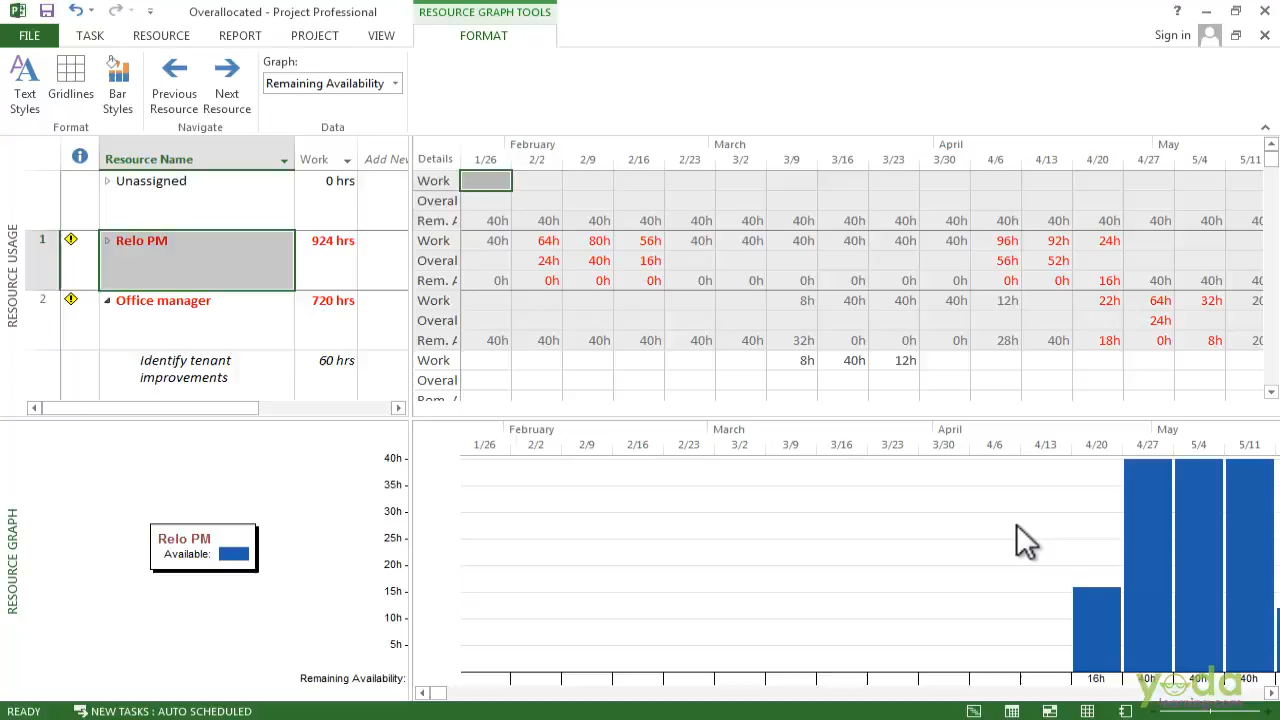 Overallocated - Project Professional
RESOURCE GRAPH TOOLS
FILE TASK RESOURCE REPORT PROJECT VIEW FORMAT
Sign in
Text Styles
Gridlines
Bar Styles
Previous Resource
Next Resource
Graph:
Remaining Availability
Format Navigate Data
Resource Name Work Add New Details
February March April May
1/26 2/2 2/9 2/16 2/23 3/2 3/9 3/16 3/23 3/30 4/6 4/13 4/20 4/27 5/4 5/11
RESOURCE USAGE
Unassigned 0 hrs Work
Overal
Rem. A 40h 40h 40h 40h 40h 40h 40h 40h 40h 40h 40h 40h 40h 40h 40h
1 Relo PM 924 hrs Work 40h 64h 80h 56h 40h 40h 40h 40h 40h 40h 96h 92h 24h
Overal 24h 40h 16h 56h 52h
Rem. A 0h 0h 0h 0h 0h 0h 0h 0h 0h 0h 0h 0h 16h 40h 40h
2 Office manager 720 hrs Work 8h 40h 40h 40h 12h 22h 64h 32h
Overal 24h
Rem. A 40h 40h 40h 40h 40h 40h 32h 0h 0h 0h 28h 40h 18h 0h 8h
Identify tenant improvements 60 hrs Work 8h 40h 12h
Overal
RESOURCE GRAPH
February March April May
1/26 2/2 2/9 2/16 2/23 3/2 3/9 3/16 3/23 3/30 4/6 4/13 4/20 4/27 5/4 5/11
40h
35h
30h
25h
20h
15h
10h
5h
Relo PM
Available:
Remaining Availability: 16h 40h 40h 40h
yoda
learning.com
READY NEW TASKS : AUTO SCHEDULED